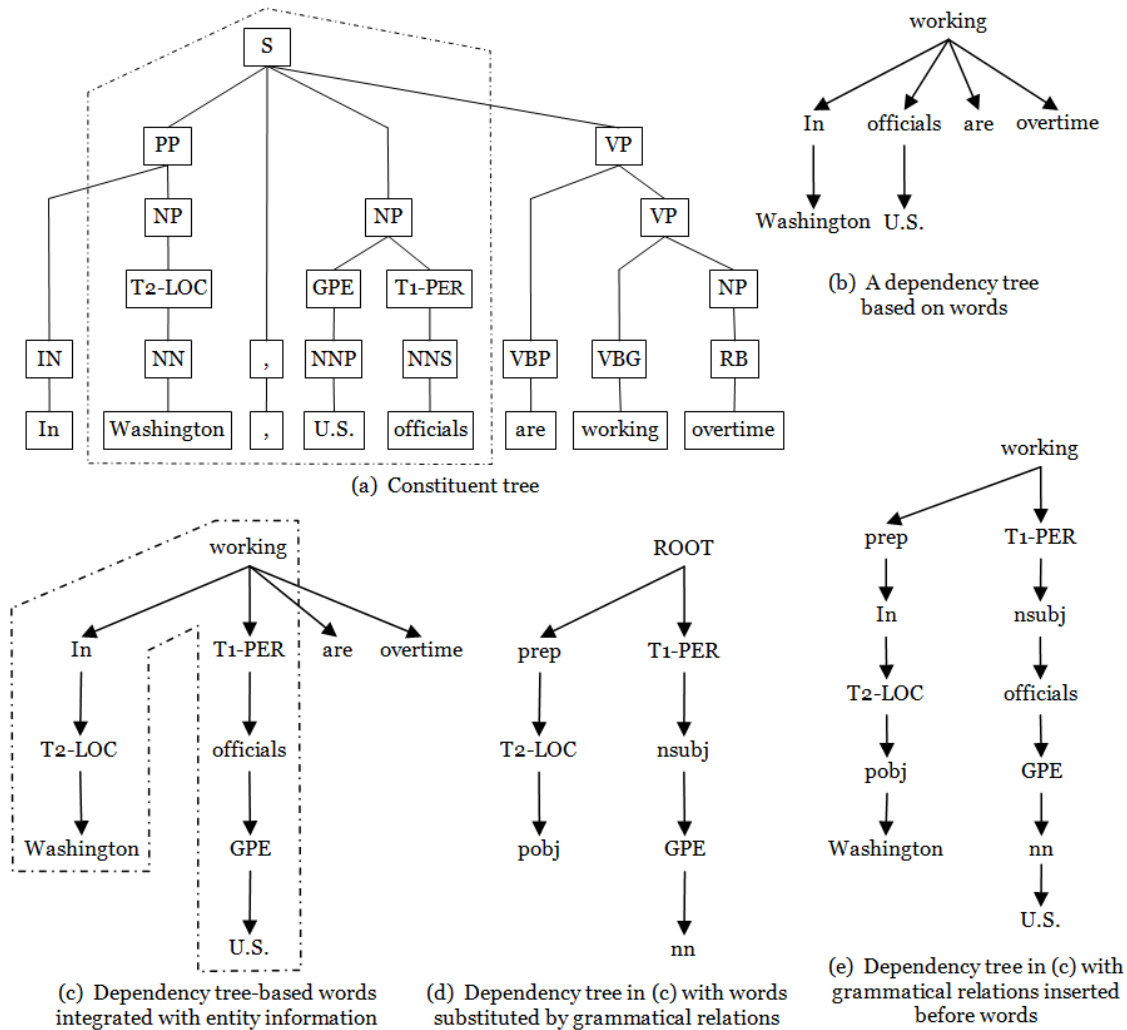 S
PP
VP
NP
NP
VP
T2-LOC
GPE
T1-PER
NP
IN
NN
,
NNP
NNS
VBP
VBG
RB
In
Washington
,
U.S.
officials
are
working
overtime
(a) Constituent tree
working
In
officials
are
overtime
Washington
U.S.
(b) A dependency tree
based on words
working
In
T1-PER
are
overtime
T2-LOC
officials
Washington
GPE
U.S.
(c) Dependency tree-based words
integrated with entity information
ROOT
prep
T1-PER
T2-LOC
nsubj
pobj
GPE
nn
(d) Dependency tree in (c) with words
substituted by grammatical relations
working
prep
T1-PER
In
nsubj
T2-LOC
officials
pobj
GPE
Washington
nn
U.S.
(e) Dependency tree in (c) with
grammatical relations inserted
before words